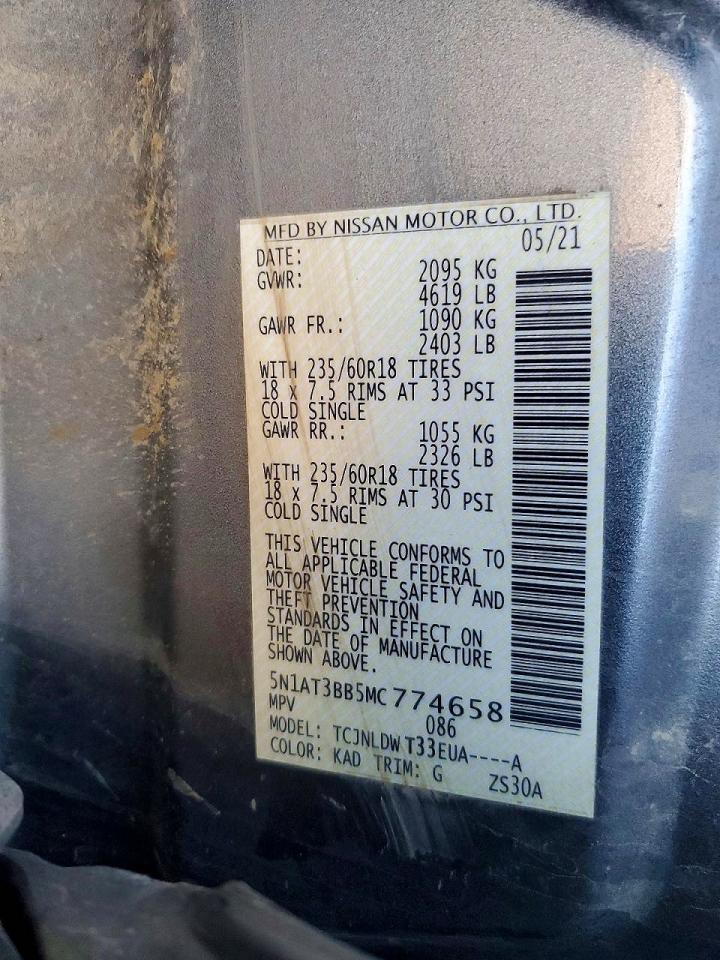 MFD BY NISSAN MOTOR CO., LTD.
DATE: 05/21
GVWR: 2095 KG
4619 LB
GAWR FR.: 1090 KG
2403 LB
WITH 235/60R18 TIRES
18 x 7.5 RIMS AT 33 PSI
COLD SINGLE
GAWR RR.: 1055 KG
2326 LB
WITH 235/60R18 TIRES
18 x 7.5 RIMS AT 30 PSI
COLD SINGLE
THIS VEHICLE CONFORMS TO
ALL APPLICABLE FEDERAL
MOTOR VEHICLE SAFETY AND
THEFT PREVENTION
STANDARDS IN EFFECT ON
THE DATE OF MANUFACTURE
SHOWN ABOVE.
5N1AT3BB5MC774658
MPV 086
MODEL: TCJNLDWT33EUA----A
COLOR: KAD TRIM: G ZS30A